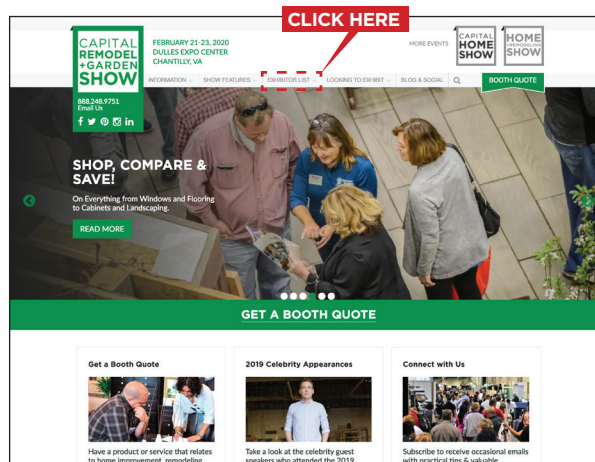 CLICK HERE
CAPITAL
REMODEL
+GARDEN
SHOW
FEBRUARY 21-23, 2020
DULLES EXPO CENTER
CHANTILLY, VA
MORE EVENTS
CAPITAL
HOME
SHOW
HOME
+REMODELING
SHOW
INFORMATION
SHOW FEATURES
EXHIBITOR LIST
LOOKING TO EXHIBIT
BLOG & SOCIAL
BOOTH QUOTE
888.248.9751
Email Us
SHOP, COMPARE &
SAVE!
On Everything from Windows and Flooring
to Cabinets and Landscaping.
READ MORE
GET A BOOTH QUOTE
Get a Booth Quote
Have a product or service that relates
to home improvement, remodeling
2019 Celebrity Appearances
Take a look at the celebrity guest
speakers who attended the 2019
Connect with Us
Subscribe to receive occasional emails
with practical tips & valuable